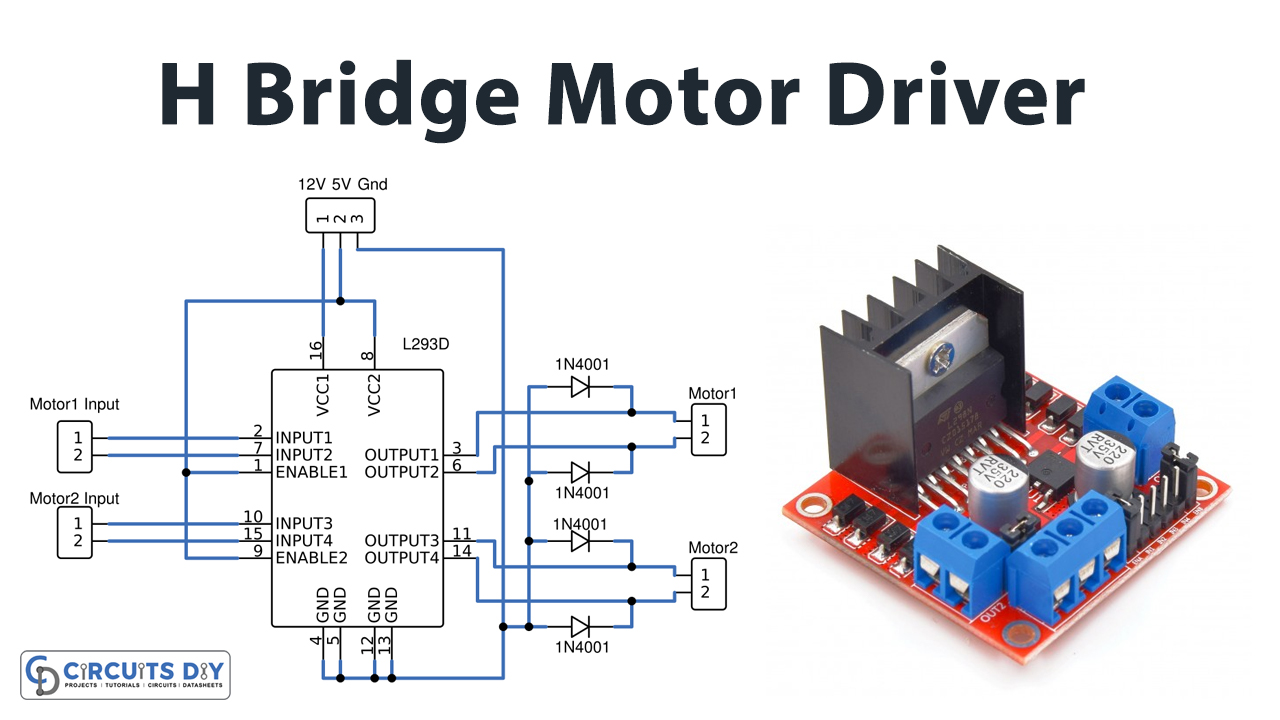 H Bridge Motor Driver
12V 5V Gnd
1 2 3
L293D
16 8
VCC1 VCC2
Motor1 Input
1
2
Motor2 Input
1
2
2 INPUT1
7 INPUT2
1 ENABLE1
10 INPUT3
15 INPUT4
9 ENABLE2
OUTPUT1 3
OUTPUT2 6
OUTPUT3 11
OUTPUT4 14
GND GND GND GND
4 5 12 13
1N4001
1N4001
1N4001
1N4001
Motor1
1
2
Motor2
1
2
220
35V
RVT
220
35V
RVT
OUT2
CIRCUITS DIY
PROJECTS | TUTORIALS | CIRCUITS | DATASHEETS